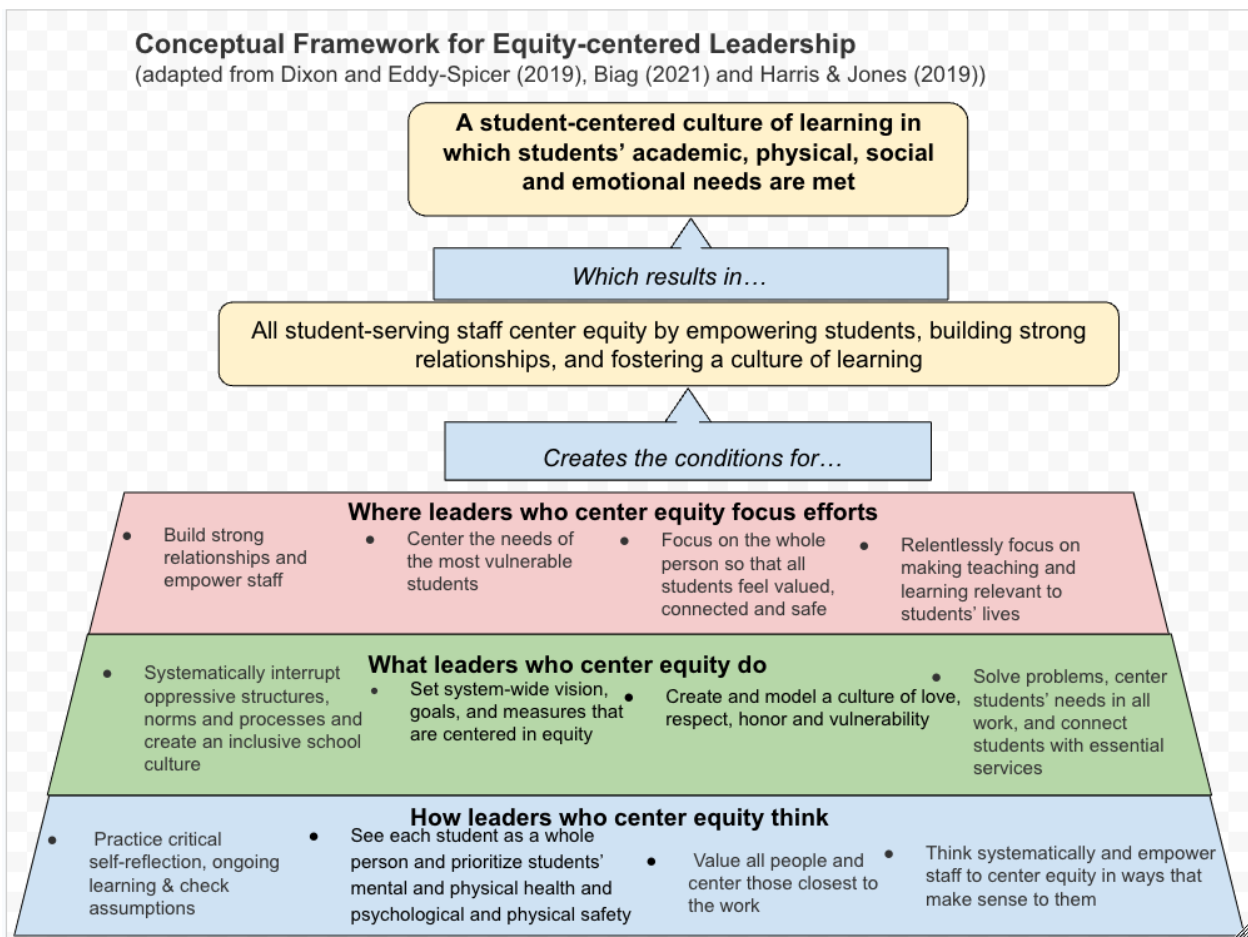 Conceptual Framework for Equity-centered Leadership
(adapted from Dixon and Eddy-Spicer (2019), Biag (2021) and Harris & Jones (2019))
A student-centered culture of learning in
which students’ academic, physical, social
and emotional needs are met
Which results in…
All student-serving staff center equity by empowering students, building strong
relationships, and fostering a culture of learning
Creates the conditions for…
Where leaders who center equity focus efforts
● Build strong
relationships and
empower staff
● Center the needs of
the most vulnerable
students
● Focus on the whole
person so that all
students feel valued,
connected and safe
● Relentlessly focus on
making teaching and
learning relevant to
students’ lives
What leaders who center equity do
● Systematically interrupt
oppressive structures,
norms and processes and
create an inclusive school
culture
● Set system-wide vision,
goals, and measures that
are centered in equity
● Create and model a culture of love,
respect, honor and vulnerability
● Solve problems, center
students’ needs in all
work, and connect
students with essential
services
How leaders who center equity think
● Practice critical
self-reflection, ongoing
learning & check
assumptions
● See each student as a whole
person and prioritize students’
mental and physical health and
psychological and physical safety
● Value all people and
center those closest to
the work
● Think systematically and empower
staff to center equity in ways that
make sense to them